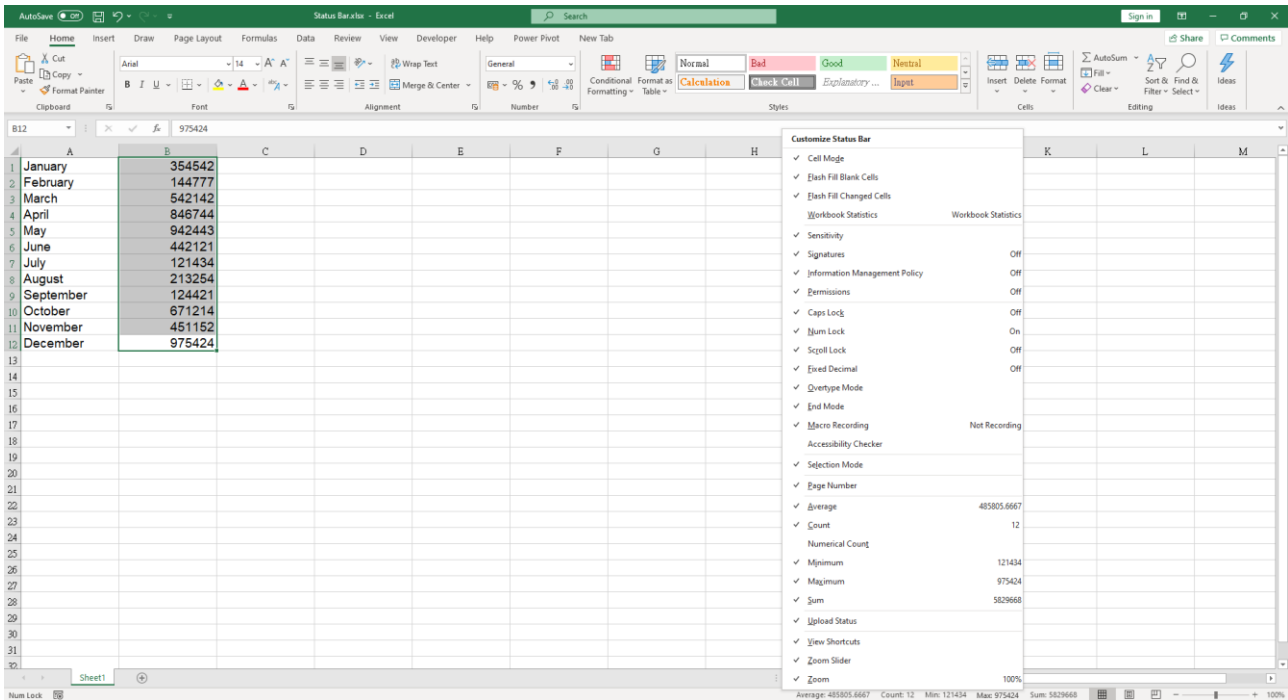 AutoSave Off Status Bar.xlsx - Excel Search Sign in
File Home Insert Draw Page Layout Formulas Data Review View Developer Help Power Pivot New Tab Share Comments
Paste
Cut
Copy
Format Painter
Clipboard
Arial 14 A A
B I U A
Font
Wrap Text
Merge & Center
Alignment
General
% 9
Number
Conditional Formatting
Format as Table
Normal Bad Good Neutral
Calculation Check Cell Explanatory ... Input
Styles
Insert Delete Format
Cells
AutoSum
Fill
Clear
Sort & Filter
Find & Select
Editing
Ideas
Ideas
B12 fx 975424
A B C D E F G H K L M
1 January 354542
2 February 144777
3 March 542142
4 April 846744
5 May 942443
6 June 442121
7 July 121434
8 August 213254
9 September 124421
10 October 671214
11 November 451152
12 December 975424
13
14
15
16
17
18
19
20
21
22
23
24
25
26
27
28
29
30
31
32
Customize Status Bar
Cell Mode
Flash Fill Blank Cells
Flash Fill Changed Cells
Workbook Statistics Workbook Statistics
Sensitivity
Signatures Off
Information Management Policy Off
Permissions Off
Caps Lock Off
Num Lock On
Scroll Lock Off
Fixed Decimal Off
Overtype Mode
End Mode
Macro Recording Not Recording
Accessibility Checker
Selection Mode
Page Number
Average 485805.6667
Count 12
Numerical Count
Minimum 121434
Maximum 975424
Sum 5829668
Upload Status
View Shortcuts
Zoom Slider
Zoom 100%
Sheet1
Num Lock Average: 485805.6667 Count: 12 Min: 121434 Max: 975424 Sum: 5829668 100%